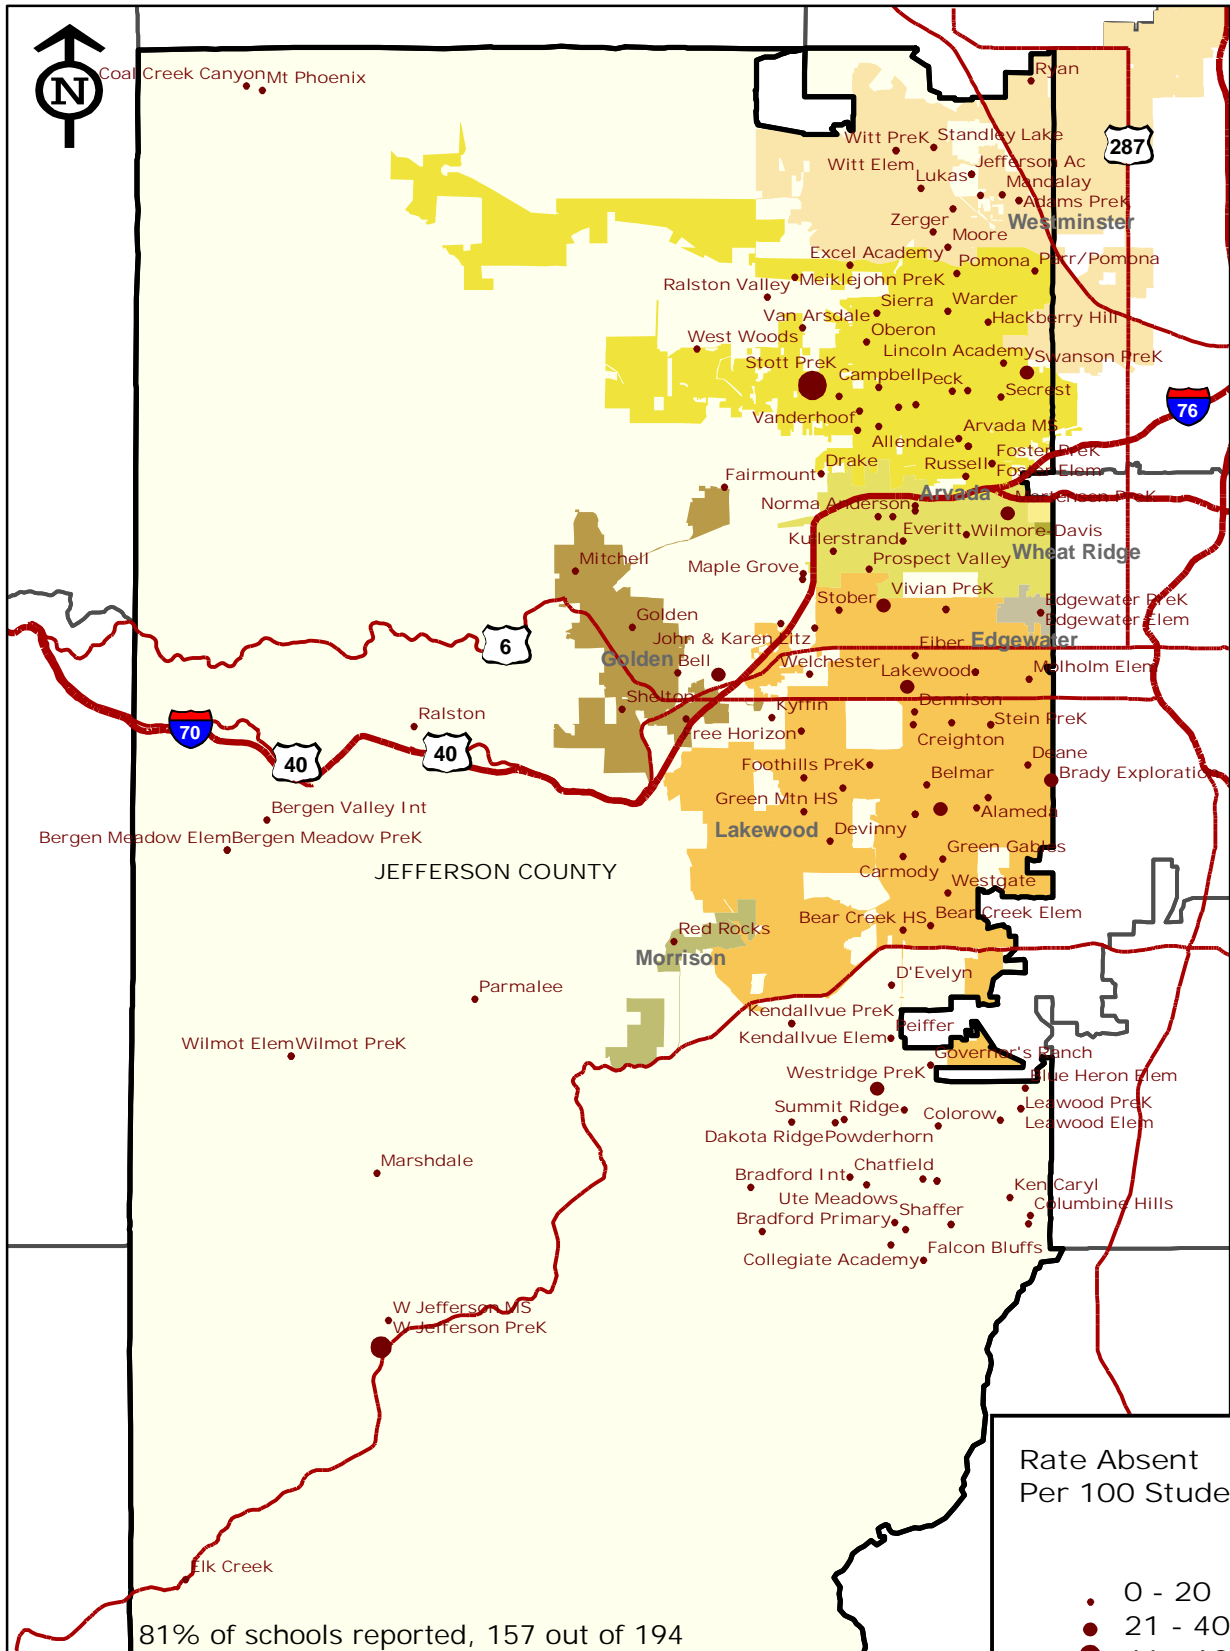 N
Coal Creek Canyon
Mt Phoenix
Ryan
287
Witt PreK
Standley Lake
Witt Elem
Jefferson Ac
Lukas
Mandalay
Adams PreK
Zerger
Westminster
Moore
Excel Academy
Pomona
Parr/Pomona
Ralston Valley
Meiklejohn PreK
Sierra
Warder
Van Arsdale
Hackberry Hill
West Woods
Oberon
Lincoln Academy
Swanson PreK
Stott PreK
Campbell
Peck
Secrest
76
Vanderhoof
Arvada MS
Allendale
Foster PreK
Drake
Russell
Foster Elem
Fairmount
Arvada
Mortensen PreK
Norma Anderson
Everitt
Wilmore-Davis
Kullerstrand
Wheat Ridge
Mitchell
Maple Grove
Prospect Valley
Vivian PreK
Stober
Edgewater PreK
Golden
Edgewater Elem
6
John & Karen Litz
Eiber
Edgewater
Golden
Bell
Welchester
Lakewood
Molholm Elem
Shelton
Dennison
Kyffin
70
Ralston
Free Horizon
Stein PreK
Creighton
40
40
Deane
Foothills PreK
Belmar
Brady Exploration
Bergen Valley Int
Green Mtn HS
Alameda
Bergen Meadow Elem
Bergen Meadow PreK
Lakewood
Devinny
Green Gables
JEFFERSON COUNTY
Carmody
Westgate
Bear Creek HS
Bear Creek Elem
Red Rocks
Morrison
D'Evelyn
Parmalee
Kendallvue PreK
Peiffer
Wilmot Elem
Wilmot PreK
Kendallvue Elem
Governor's Ranch
Westridge PreK
Blue Heron Elem
Summit Ridge
Colorow
Leawood PreK
Leawood Elem
Dakota Ridge
Powderhorn
Marshdale
Bradford Int
Chatfield
Ken Caryl
Ute Meadows
Columbine Hills
Shaffer
Bradford Primary
Falcon Bluffs
Collegiate Academy
W Jefferson MS
W Jefferson PreK
Rate Absent
Per 100 Stude
Elk Creek
0 - 20
21 - 40
81% of schools reported, 157 out of 194